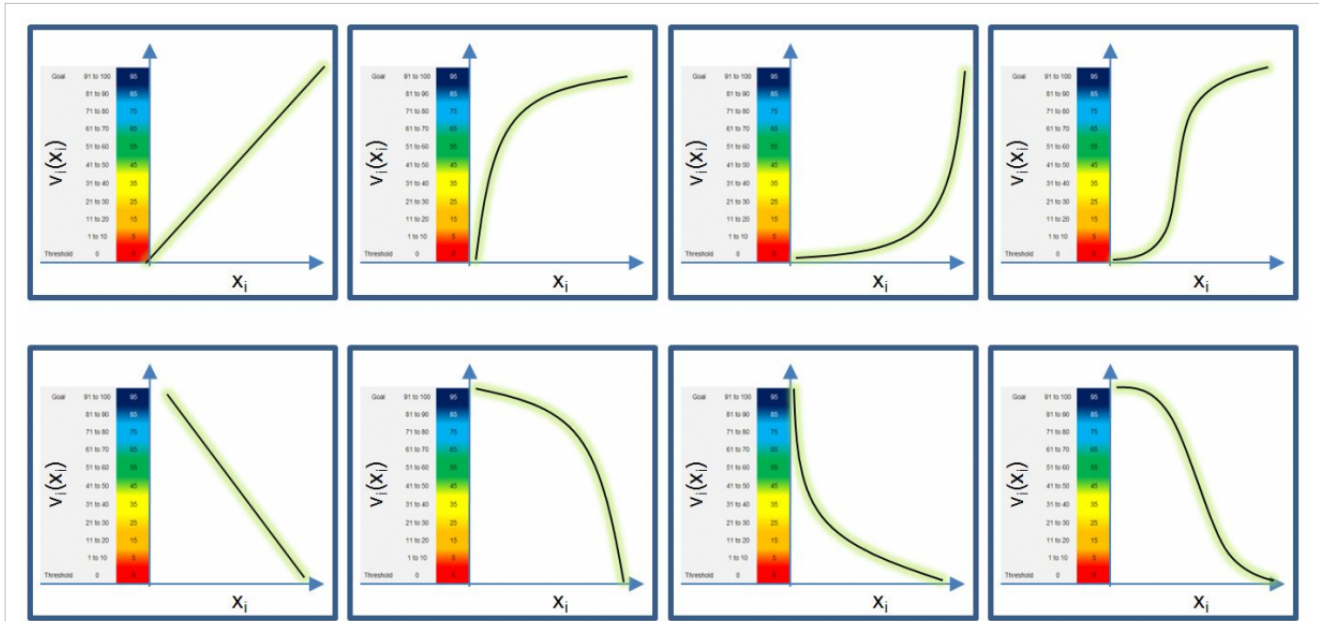 Goal 91 to 100 95
81 to 90 85
71 to 80 75
61 to 70 65
51 to 60 55
41 to 50 45
31 to 40 35
21 to 30 25
11 to 20 15
1 to 10 5
Threshold 0 0
vᵢ(xᵢ)
xᵢ
Goal 91 to 100 95
81 to 90 85
71 to 80 75
61 to 70 65
51 to 60 55
41 to 50 45
31 to 40 35
21 to 30 25
11 to 20 15
1 to 10 5
Threshold 0 0
vᵢ(xᵢ)
xᵢ
Goal 91 to 100 95
81 to 90 85
71 to 80 75
61 to 70 65
51 to 60 55
41 to 50 45
31 to 40 35
21 to 30 25
11 to 20 15
1 to 10 5
Threshold 0 0
vᵢ(xᵢ)
xᵢ
Goal 91 to 100 95
81 to 90 85
71 to 80 75
61 to 70 65
51 to 60 55
41 to 50 45
31 to 40 35
21 to 30 25
11 to 20 15
1 to 10 5
Threshold 0 0
vᵢ(xᵢ)
xᵢ
Goal 91 to 100 95
81 to 90 85
71 to 80 75
61 to 70 65
51 to 60 55
41 to 50 45
31 to 40 35
21 to 30 25
11 to 20 15
1 to 10 5
Threshold 0 0
vᵢ(xᵢ)
xᵢ
Goal 91 to 100 95
81 to 90 85
71 to 80 75
61 to 70 65
51 to 60 55
41 to 50 45
31 to 40 35
21 to 30 25
11 to 20 15
1 to 10 5
Threshold 0 0
vᵢ(xᵢ)
xᵢ
Goal 91 to 100 95
81 to 90 85
71 to 80 75
61 to 70 65
51 to 60 55
41 to 50 45
31 to 40 35
21 to 30 25
11 to 20 15
1 to 10 5
Threshold 0 0
vᵢ(xᵢ)
xᵢ
Goal 91 to 100 95
81 to 90 85
71 to 80 75
61 to 70 65
51 to 60 55
41 to 50 45
31 to 40 35
21 to 30 25
11 to 20 15
1 to 10 5
Threshold 0 0
vᵢ(xᵢ)
xᵢ